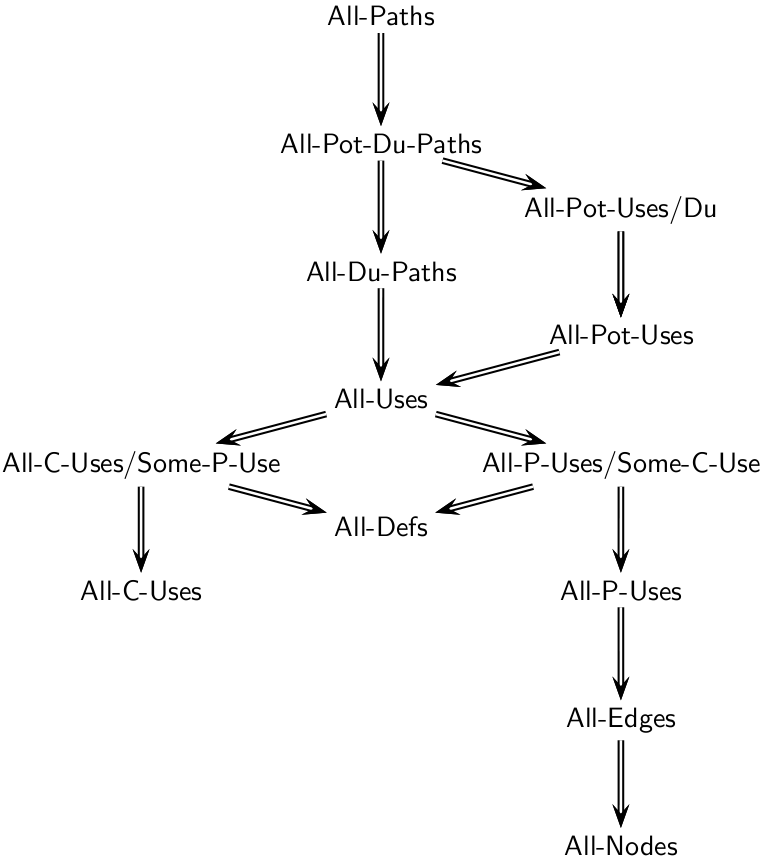 All-Paths
All-Pot-Du-Paths
All-Pot-Uses/Du
All-Du-Paths
All-Pot-Uses
All-Uses
All-C-Uses/Some-P-Use
All-P-Uses/Some-C-Use
All-Defs
All-C-Uses
All-P-Uses
All-Edges
All-Nodes